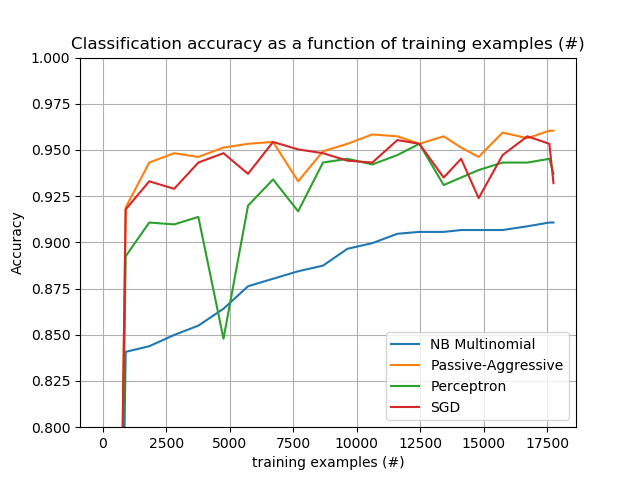 Classification accuracy as a function of training examples (#)
1.000
0.975
0.950
0.925
0.900
0.875
0.850
0.825
0.800
Accuracy
NB Multinomial
Passive-Aggressive
Perceptron
SGD
0 2500 5000 7500 10000 12500 15000 17500
training examples (#)